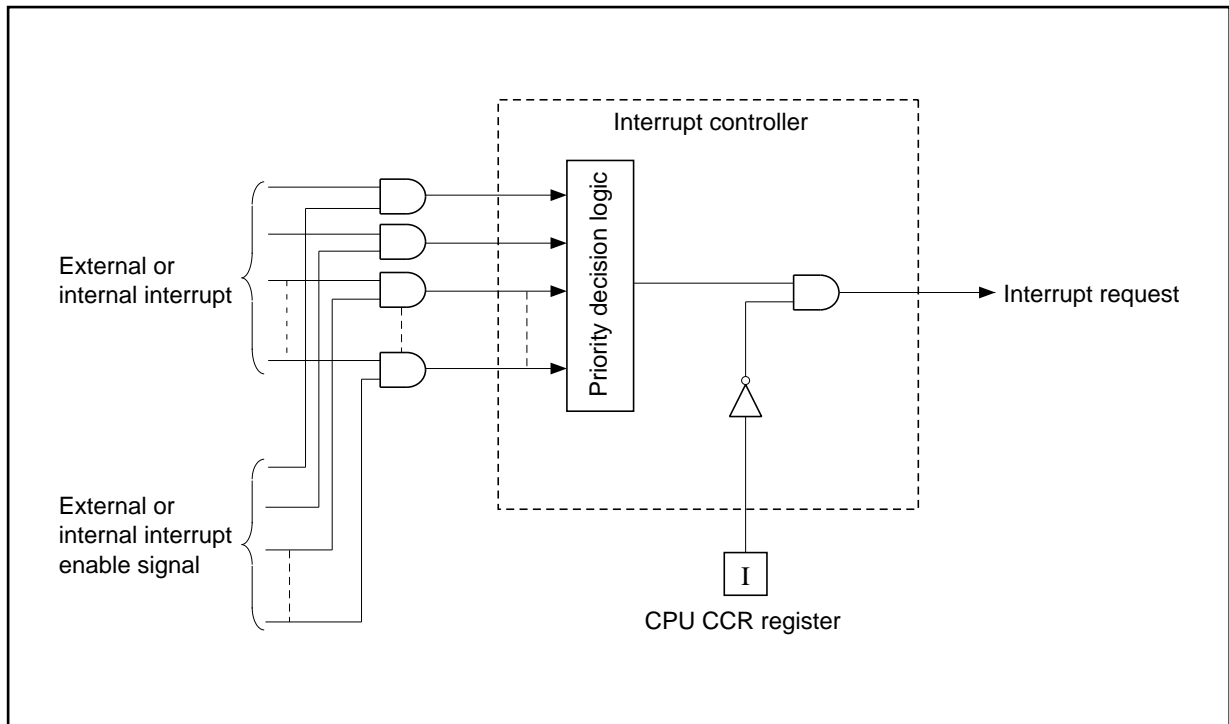 Interrupt controller
Priority decision logic
External or
internal interrupt
Interrupt request
External or
internal interrupt
enable signal
I
CPU CCR register